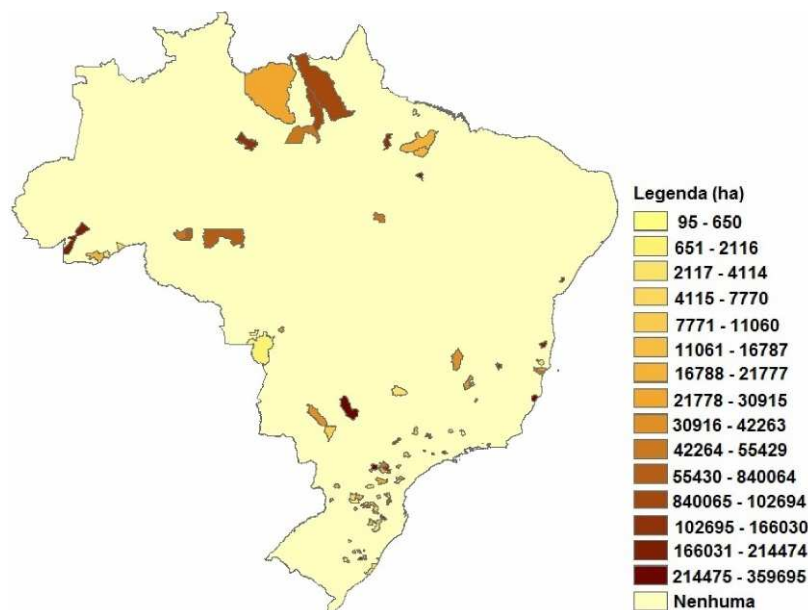 Legenda (ha)
95 - 650
651 - 2116
2117 - 4114
4115 - 7770
7771 - 11060
11061 - 16787
16788 - 21777
21778 - 30915
30916 - 42263
42264 - 55429
55430 - 840064
840065 - 102694
102695 - 166030
166031 - 214474
214475 - 359695
Nenhuma